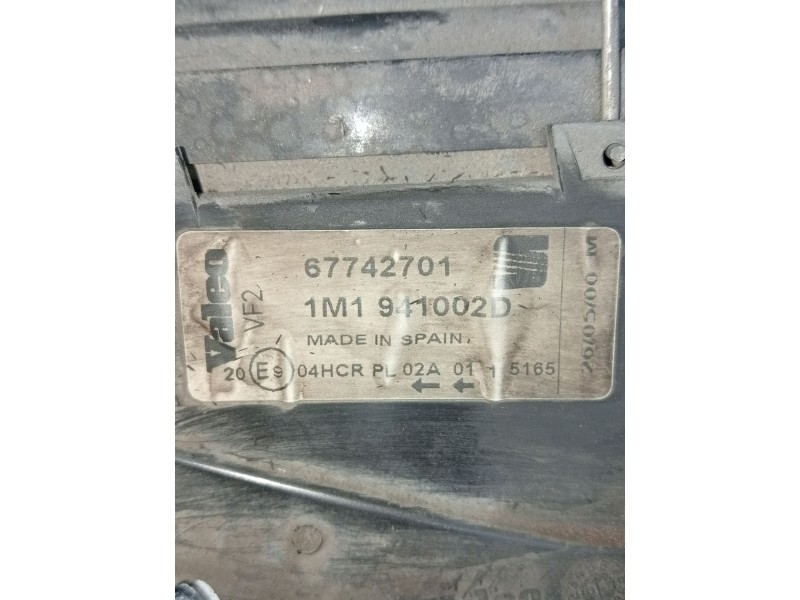 Valeo
VF2
67742701
1M1 941002D
MADE IN SPAIN
20 E9 04HCR PL 02A 01 1 5165
26/05/00 M